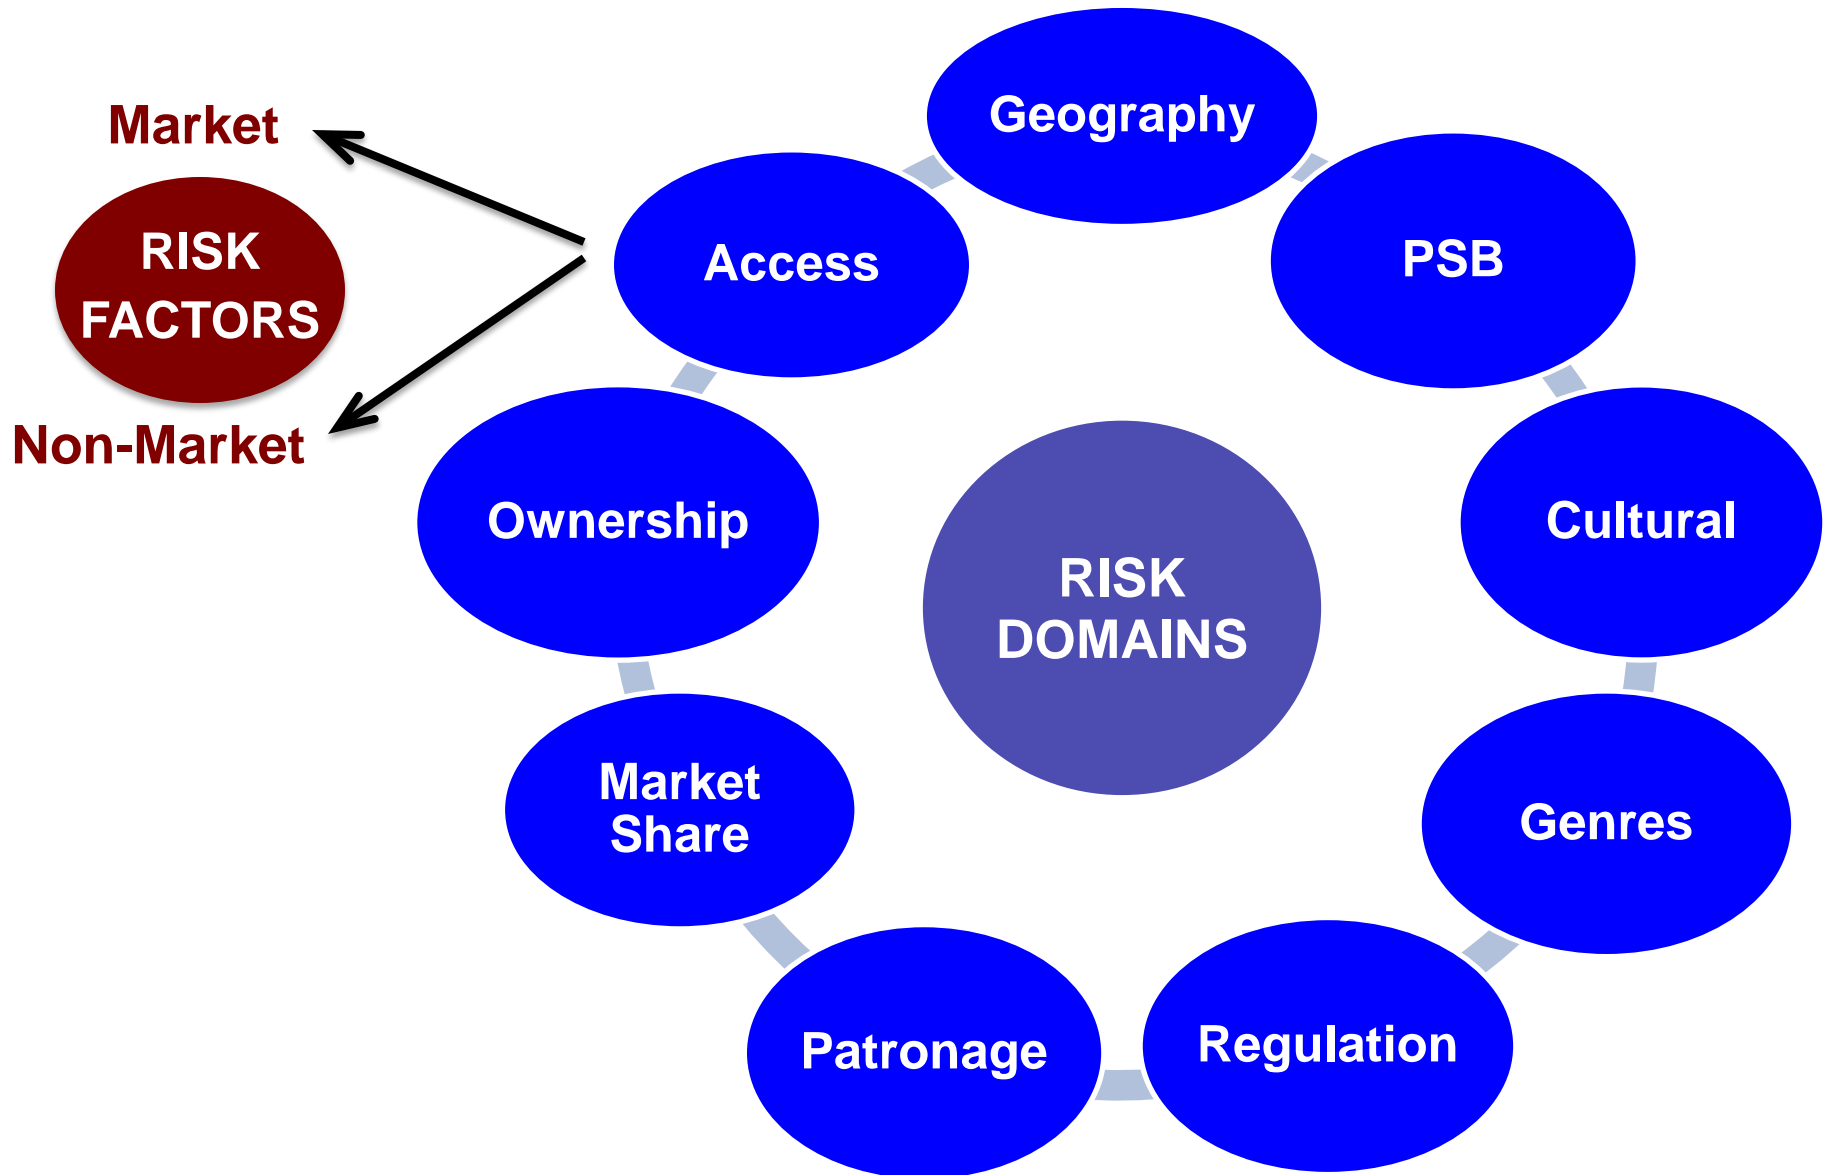 Market
RISK
FACTORS
Non-Market
Geography
PSB
Cultural
Genres
Regulation
Patronage
Market
Share
Ownership
Access
RISK
DOMAINS